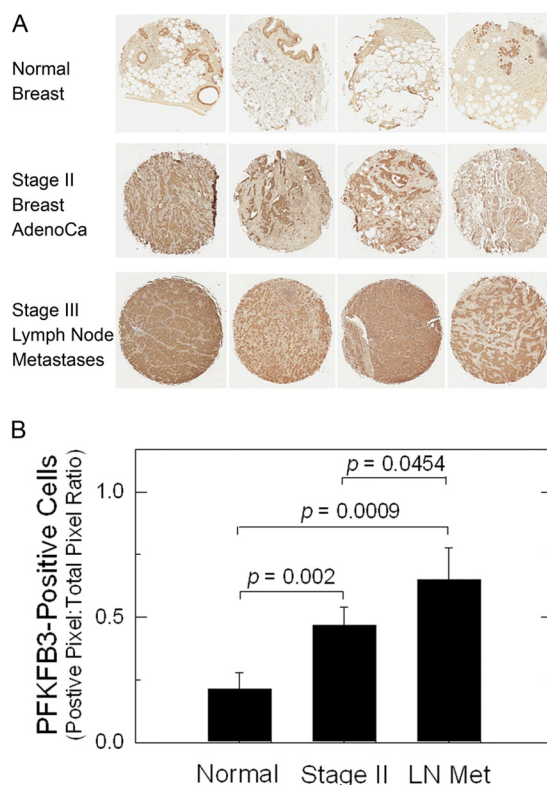 A
Normal
Breast
Stage II
Breast
AdenoCa
Stage III
Lymph Node
Metastases
B
PFKFB3-Positive Cells
(Postive Pixel:Total Pixel Ratio)
1.0
0.5
0.0
p = 0.0454
p = 0.0009
p = 0.002
Normal Stage II LN Met